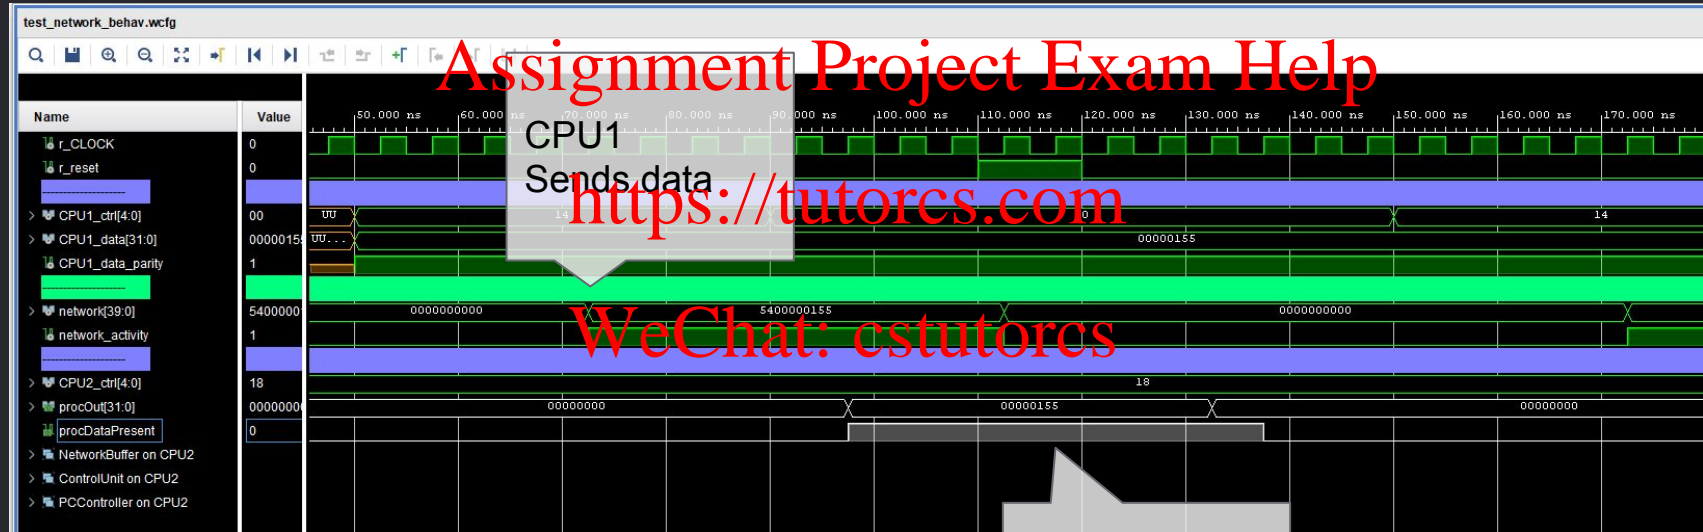 test_network_behav.wcfg
Assignment Project Exam Help
Name Value
50.000 ns 60.000 70.000 ns 80.000 ns 90.000 ns 100.000 ns 110.000 ns 120.000 ns 130.000 ns 140.000 ns 150.000 ns 160.000 ns 170.000 ns
CPU1
Sends data
https://tutorcs.com
r_CLOCK 0
r_reset 0
CPU1_ctrl[4:0] 00 UU 14 0 14
CPU1_data[31:0] 00000155 UU... 00000155
CPU1_data_parity 1
network[39:0] 5400000 0000000000 5400000155 0000000000
network_activity 1
WeChat: cstutorcs
CPU2_ctrl[4:0] 18 18
procOut[31:0] 0000000 00000000 00000155 00000000
procDataPresent 0
NetworkBuffer on CPU2
ControlUnit on CPU2
PCController on CPU2